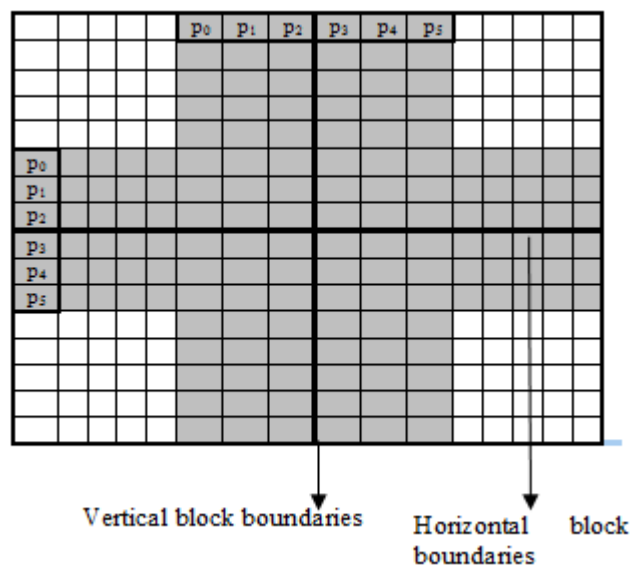 p₀ p₁ p₂ p₃ p₄ p₅
p₀
p₁
p₂
p₃
p₄
p₅
Vertical block boundaries
Horizontal block
boundaries